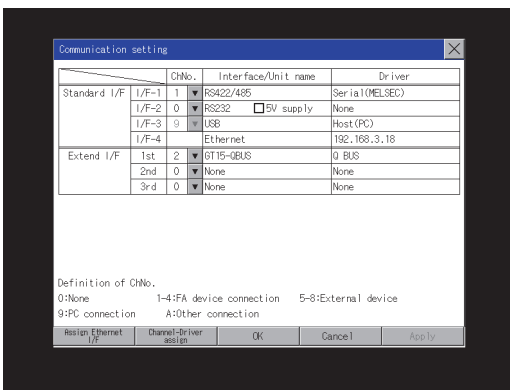 Communication setting
ChNo. Interface/Unit name Driver
Standard I/F I/F-1 1 RS422/485 Serial(MELSEC)
I/F-2 0 RS232 5V supply None
I/F-3 9 USB Host(PC)
I/F-4 Ethernet 192.168.3.18
Extend I/F 1st 2 GT15-QBUS Q BUS
2nd 0 None None
3rd 0 None None
Definition of ChNo.
0:None 1-4:FA device connection 5-8:External device
9:PC connection A:Other connection
Assign Ethernet I/F Channel-Driver assign OK Cancel Apply